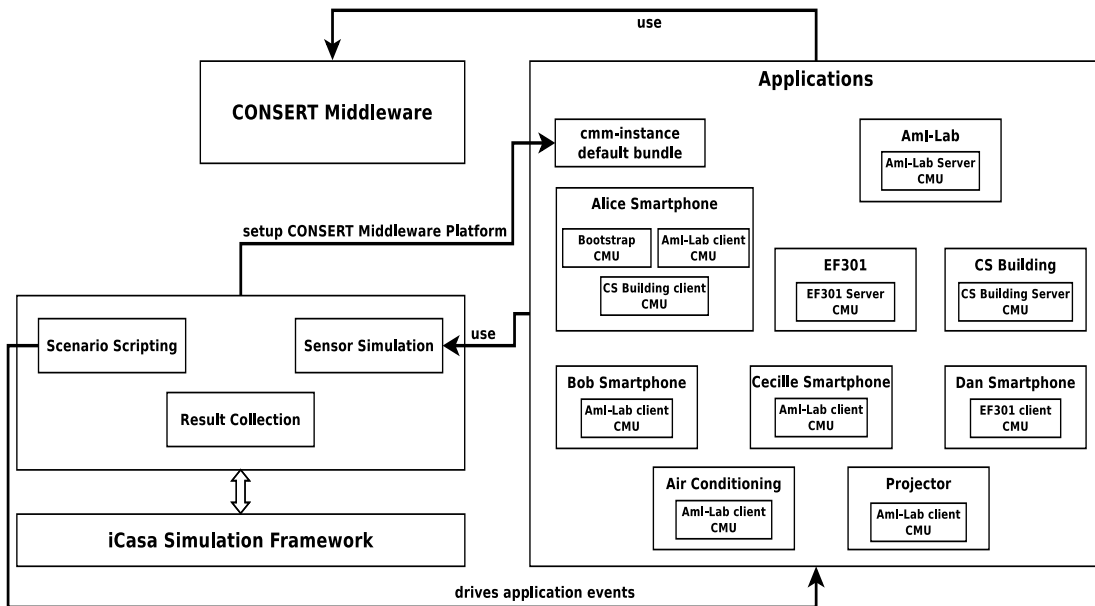 use
CONSERT Middleware
Applications
cmm-instance
default bundle
AmI-Lab
AmI-Lab Server
CMU
Alice Smartphone
Bootstrap
CMU
AmI-Lab client
CMU
CS Building client
CMU
setup CONSERT Middleware Platform
EF301
EF301 Server
CMU
CS Building
CS Building Server
CMU
Scenario Scripting
Sensor Simulation
use
Result Collection
Bob Smartphone
AmI-Lab client
CMU
Cecille Smartphone
AmI-Lab client
CMU
Dan Smartphone
EF301 client
CMU
Air Conditioning
AmI-Lab client
CMU
Projector
AmI-Lab client
CMU
iCasa Simulation Framework
drives application events